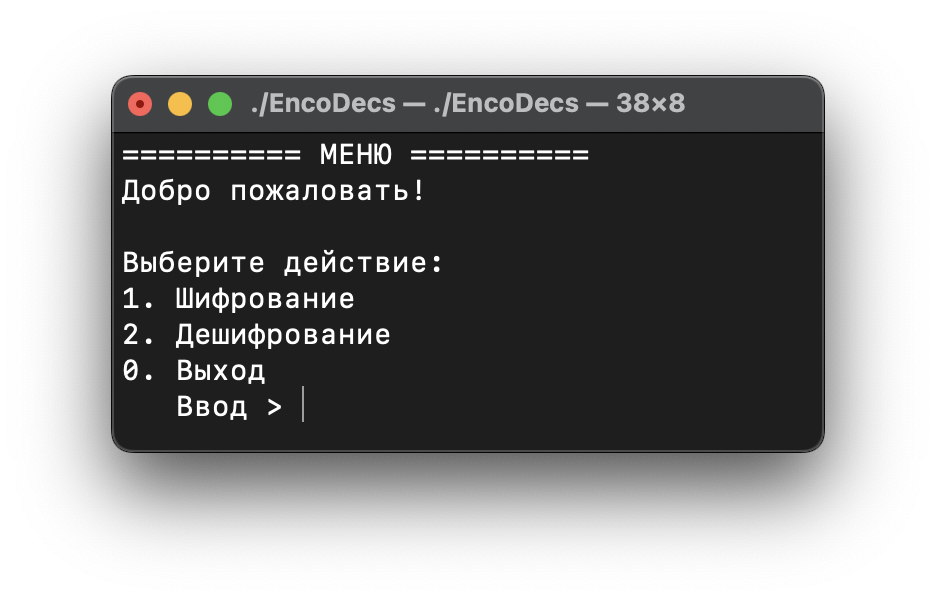 ./EncoDecs — ./EncoDecs — 38×8
========== МЕНЮ ==========
Добро пожаловать!
Выберите действие:
1. Шифрование
2. Дешифрование
0. Выход
Ввод >